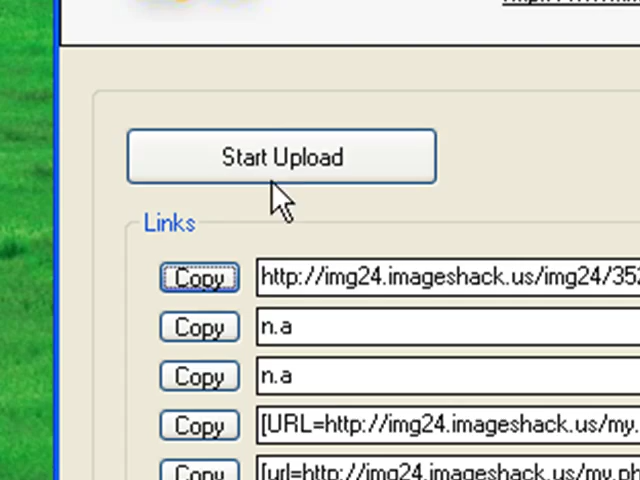 Start Upload
Links
Copy http://img24.imageshack.us/img24/352
Copy n.a
Copy n.a
Copy [URL=http://img24.imageshack.us/my.
Copy [url=http://img24.imageshack.us/my.ph